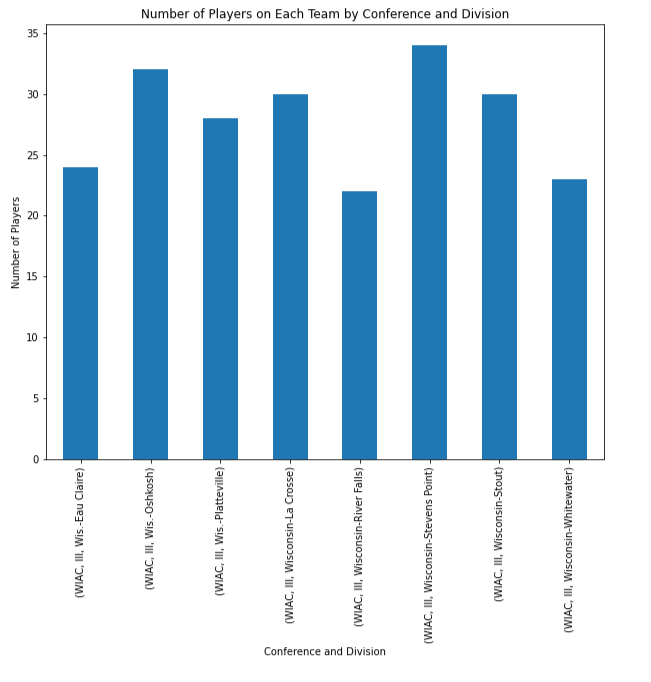 Number of Players on Each Team by Conference and Division
Number of Players
35
30
25
20
15
10
5
0
(WIAC, III, Wis.-Eau Claire)
(WIAC, III, Wis.-Oshkosh)
(WIAC, III, Wis.-Platteville)
(WIAC, III, Wisconsin-La Crosse)
(WIAC, III, Wisconsin-River Falls)
(WIAC, III, Wisconsin-Stevens Point)
(WIAC, III, Wisconsin-Stout)
(WIAC, III, Wisconsin-Whitewater)
Conference and Division